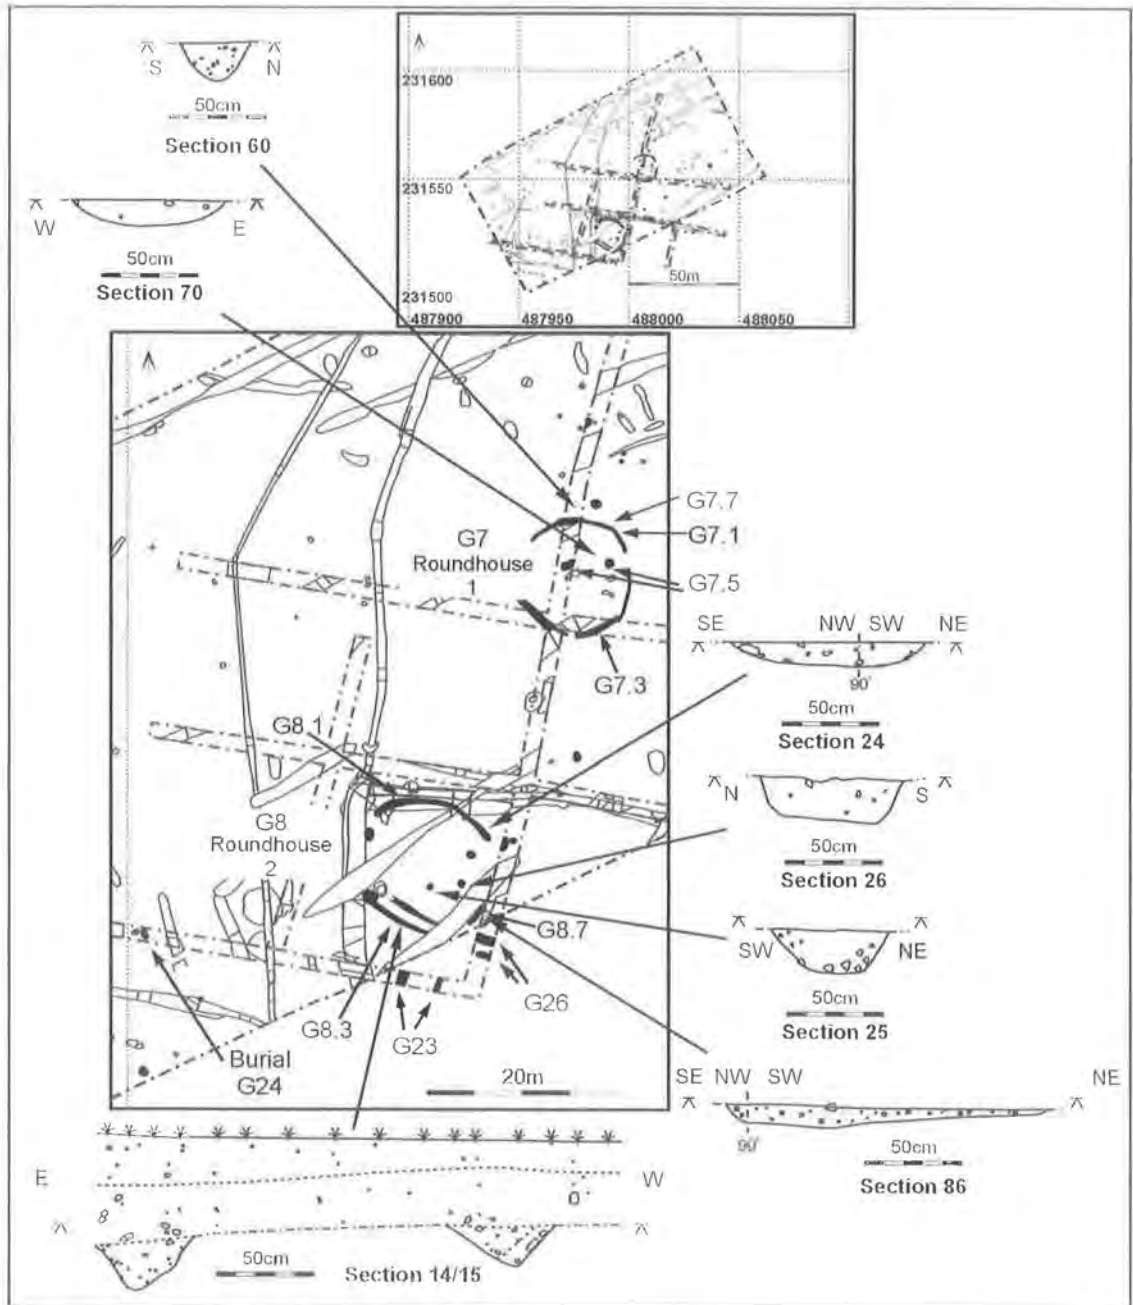 S N
50cm
Section 60
W E
50cm
Section 70
231600
231550
231500
50m
487900 487950 488000 488050
G7
Roundhouse
1
G7.7
G7.1
G7.5
G7.3
SE NW SW NE
90°
50cm
Section 24
G8.1
G8
Roundhouse
2
N S
50cm
Section 26
SW NE
50cm
Section 25
G8.7
G26
G8.3
G23
Burial
G24
20m
SE NW SW NE
90°
50cm
Section 86
E W
50cm
Section 14/15